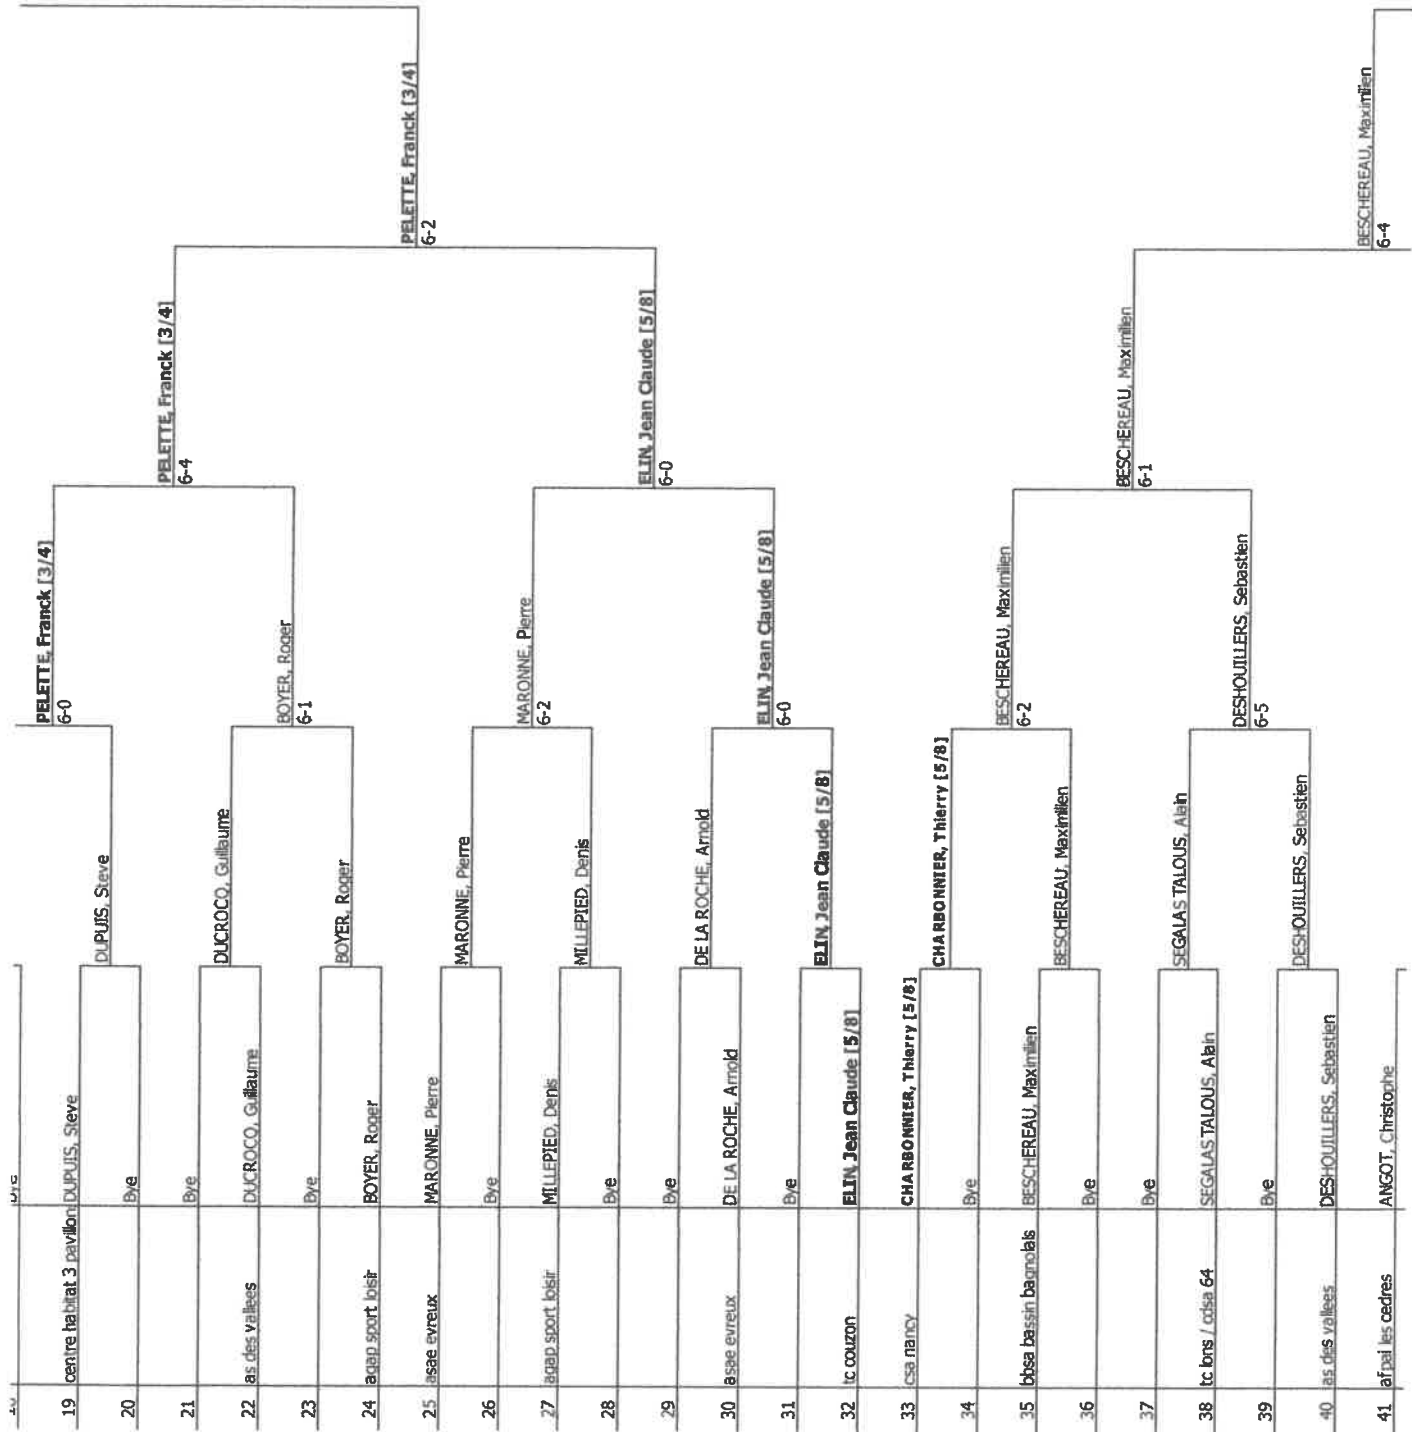 Bye
19 centre habitat 3 pavillon DUPUIS, Steve
20 Bye
21 Bye
22 as des vallees DUCROCQ, Guillaume
23 Bye
24 agap sport loisir BOYER, Roger
25 asae evreux MARONNE, Pierre
26 Bye
27 agap sport loisir MILLEPIED, Denis
28 Bye
29 Bye
30 asae evreux DE LA ROCHE, Arnold
31 Bye
32 tc couzon ELIN, Jean Claude [5/8]
33 csa nancy CHARBONNIER, Thierry [5/8]
34 Bye
35 bbsa bassin bagnolais BESCHEREAU, Maximilien
36 Bye
37 Bye
38 tc lons / cdsa 64 SEGALAS TALOUS, Alain
39 Bye
40 as des vallees DESHOUILLERS, Sebastien
41 afpai les cedres ANGOT, Christophe
DUPUIS, Steve
DUCROCQ, Guillaume
BOYER, Roger
MARONNE, Pierre
MILLEPIED, Denis
DE LA ROCHE, Arnold
ELIN, Jean Claude [5/8]
CHARBONNIER, Thierry [5/8]
BESCHEREAU, Maximilien
SEGALAS TALOUS, Alain
DESHOUILLERS, Sebastien
PELETTE, Franck [3/4]
6-0
BOYER, Roger
6-1
MARONNE, Pierre
6-2
ELIN, Jean Claude [5/8]
6-0
BESCHEREAU, Maximilien
6-2
DESHOUILLERS, Sebastien
6-5
PELETTE, Franck [3/4]
6-4
ELIN, Jean Claude [5/8]
6-0
BESCHEREAU, Maximilien
6-1
PELETTE, Franck [3/4]
6-2
BESCHEREAU, Maximilien
6-4